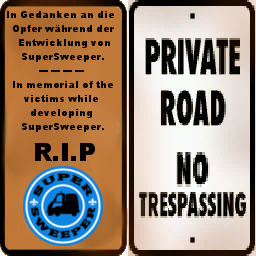 In Gedanken an die
Opfer während der
Entwicklung von
SuperSweeper.
————
In memorial of the
victims while
developing
SuperSweeper.
R.I.P
SUPER
SWEEPER
PRIVATE
ROAD
NO
TRESPASSING